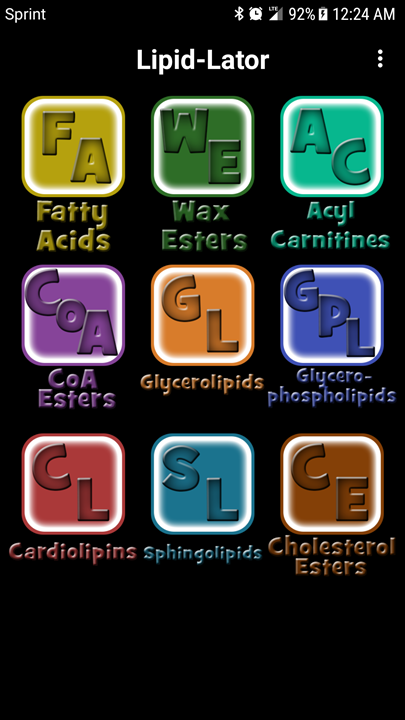 Sprint LTE 92% 12:24 AM
Lipid-Lator
FA WE AC
Fatty Acids Wax Esters Acyl Carnitines
CoA GL GPL
CoA Esters Glycerolipids Glycero-phospholipids
CL SL CE
Cardiolipins Sphingolipids Cholesterol Esters